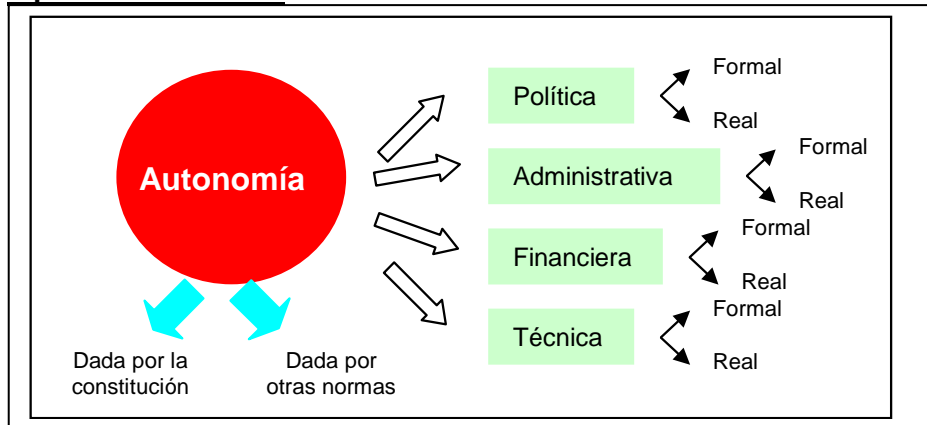 Autonomía
Dada por la
constitución
Dada por
otras normas
Política
Formal
Real
Administrativa
Formal
Real
Financiera
Formal
Real
Técnica
Formal
Real